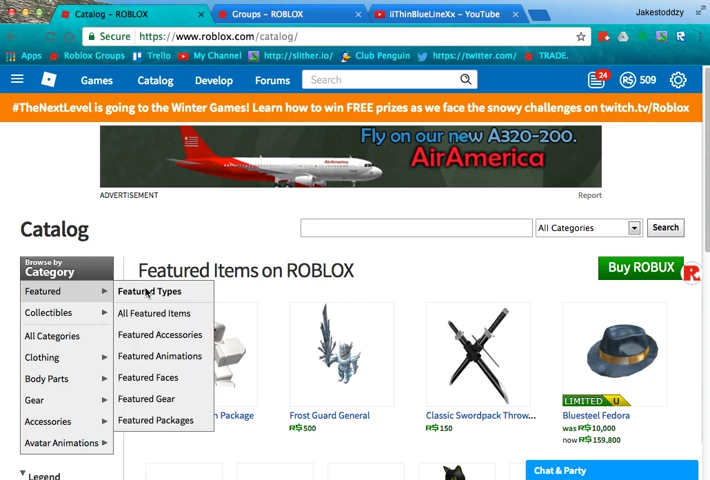 Catalog - ROBLOX
Groups - ROBLOX
iiThinBlueLineXx - YouTube
Jakestoddzy
Secure
https://www.roblox.com/catalog/
Apps
Roblox Groups
Trello
My Channel
http://slither.io/
Club Penguin
https://twitter.com/
TRADE.
Games
Catalog
Develop
Forums
Search
24
R$ 509
#TheNextLevel is going to the Winter Games! Learn how to win FREE prizes as we face the snowy challenges on twitch.tv/Roblox
Fly on our new A320-200.
AirAmerica
AirAmerica
ADVERTISEMENT
Report
Catalog
All Categories
Search
Browse by
Category
Featured
Collectibles
All Categories
Clothing
Body Parts
Gear
Accessories
Avatar Animations
Legend
Featured Types
All Featured Items
Featured Accessories
Featured Animations
Featured Faces
Featured Gear
Featured Packages
Featured Items on ROBLOX
Buy ROBUX
n Package
Frost Guard General
R$ 500
Classic Swordpack Throw...
R$ 150
LIMITED U
Bluesteel Fedora
was R$ 10,000
now R$ 159,800
Chat & Party